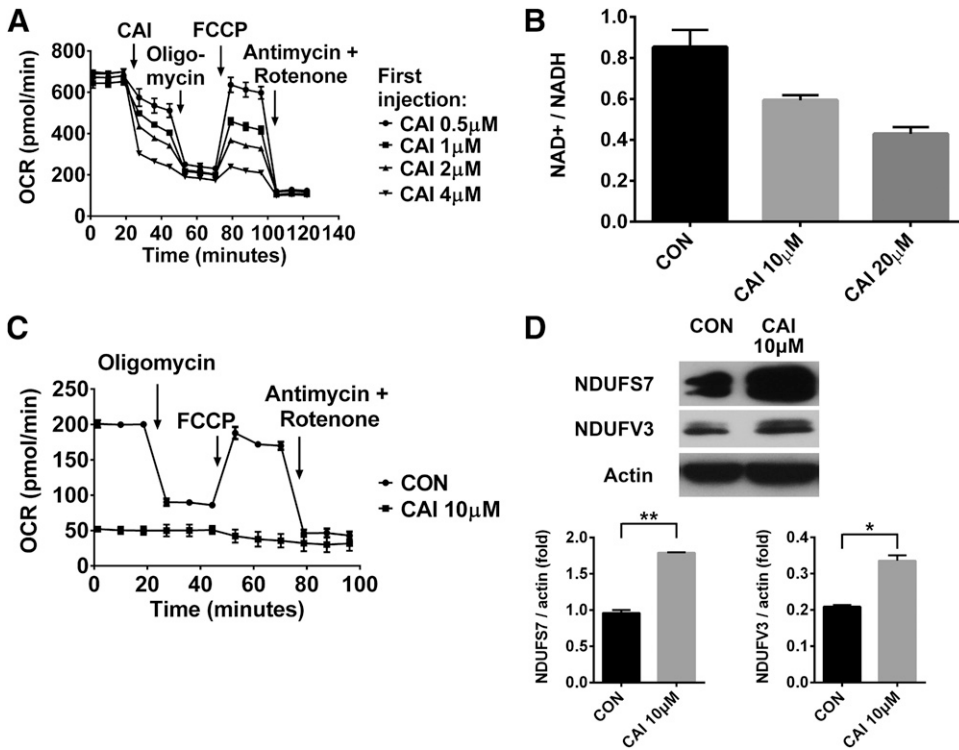 A
CAI
FCCP
Oligo-
mycin
Antimycin +
Rotenone
OCR (pmol/min)
800
600
400
200
0
0 20 40 60 80 100 120 140
Time (minutes)
First
injection:
CAI 0.5μM
CAI 1μM
CAI 2μM
CAI 4μM
B
NAD+ / NADH
1.0
0.8
0.6
0.4
0.2
0.0
CON
CAI 10μM
CAI 20μM
C
Oligomycin
FCCP
Antimycin +
Rotenone
OCR (pmol/min)
250
200
150
100
50
0
0 20 40 60 80 100
Time (minutes)
CON
CAI 10μM
D
CON
CAI
10μM
NDUFS7
NDUFV3
Actin
NDUFS7 / actin (fold)
2.0
1.5
1.0
0.5
0.0
**
CON
CAI 10μM
NDUFV3 / actin (fold)
0.4
0.3
0.2
0.1
0.0
*
CON
CAI 10μM